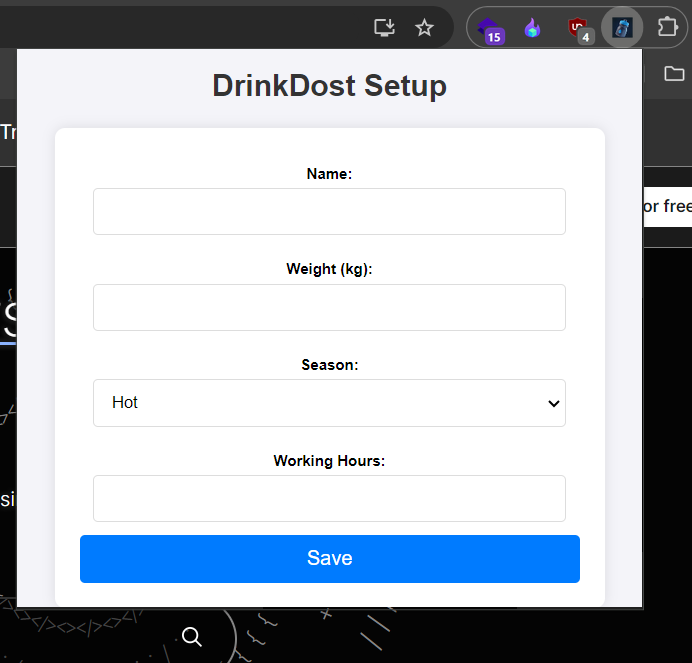 15
4
DrinkDost Setup
Tr
Name:
or free
Weight (kg):
S
Season:
Hot
Working Hours:
si
Save